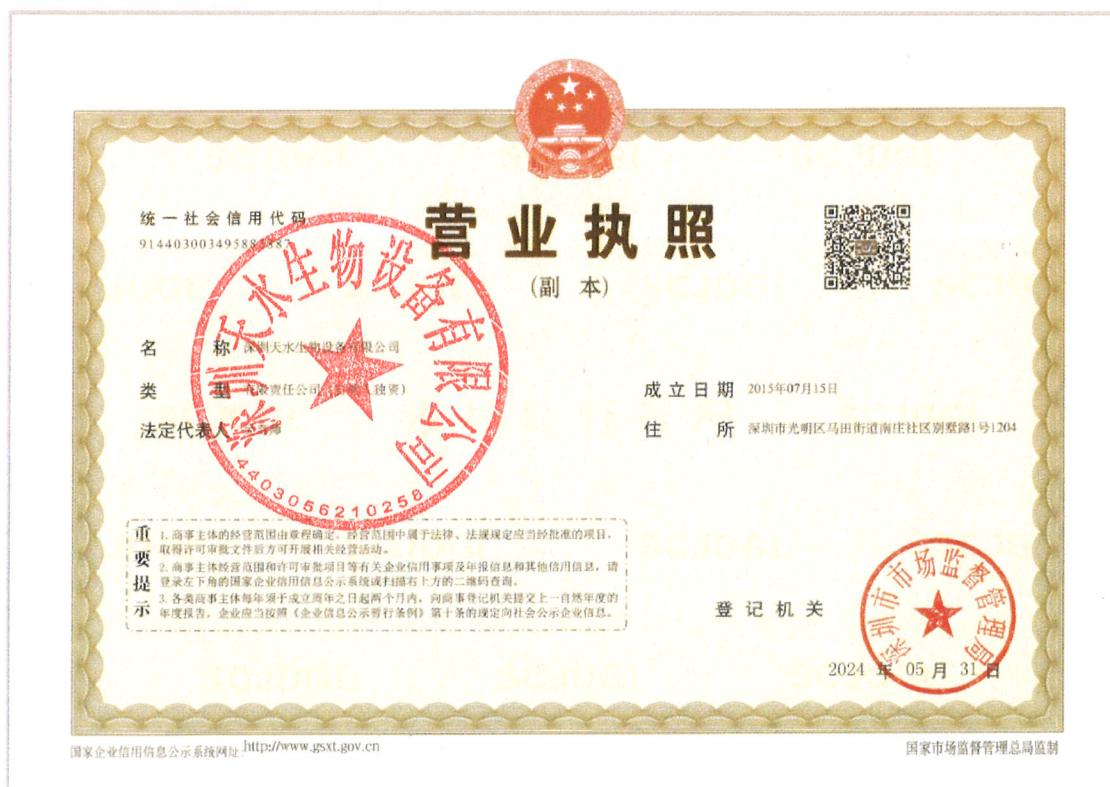 营业执照
(副 本)
统一社会信用代码
名 称 深圳天水生物设备有限公司
类 型 有限责任公司
法定代表人
成立日期 2015年07月15日
住 所 深圳市光明区马田街道南庄社区别墅路1号1204
深圳天水生物设备有限公司
4403056210258
重要提示
1. 商事主体的经营范围由章程确定。经营范围中属于法律、法规规定应当经批准的项目,
取得许可审批文件后方可开展相关经营活动。
2. 商事主体经营范围和许可审批项目等有关企业信用事项及年报信息和其他信用信息,请
登录左下角的国家企业信用信息公示系统或扫描右上方的二维码查询。
3. 各类商事主体每年须于成立周年之日起两个月内,向商事登记机关提交上一自然年度的
年度报告,企业应当按照《企业信息公示暂行条例》第十条的规定向社会公示企业信息。
登记机关
深圳市市场监督管理局
2024 年 05 月 31 日
国家企业信用信息公示系统网址:http://www.gsxt.gov.cn
国家市场监督管理总局监制